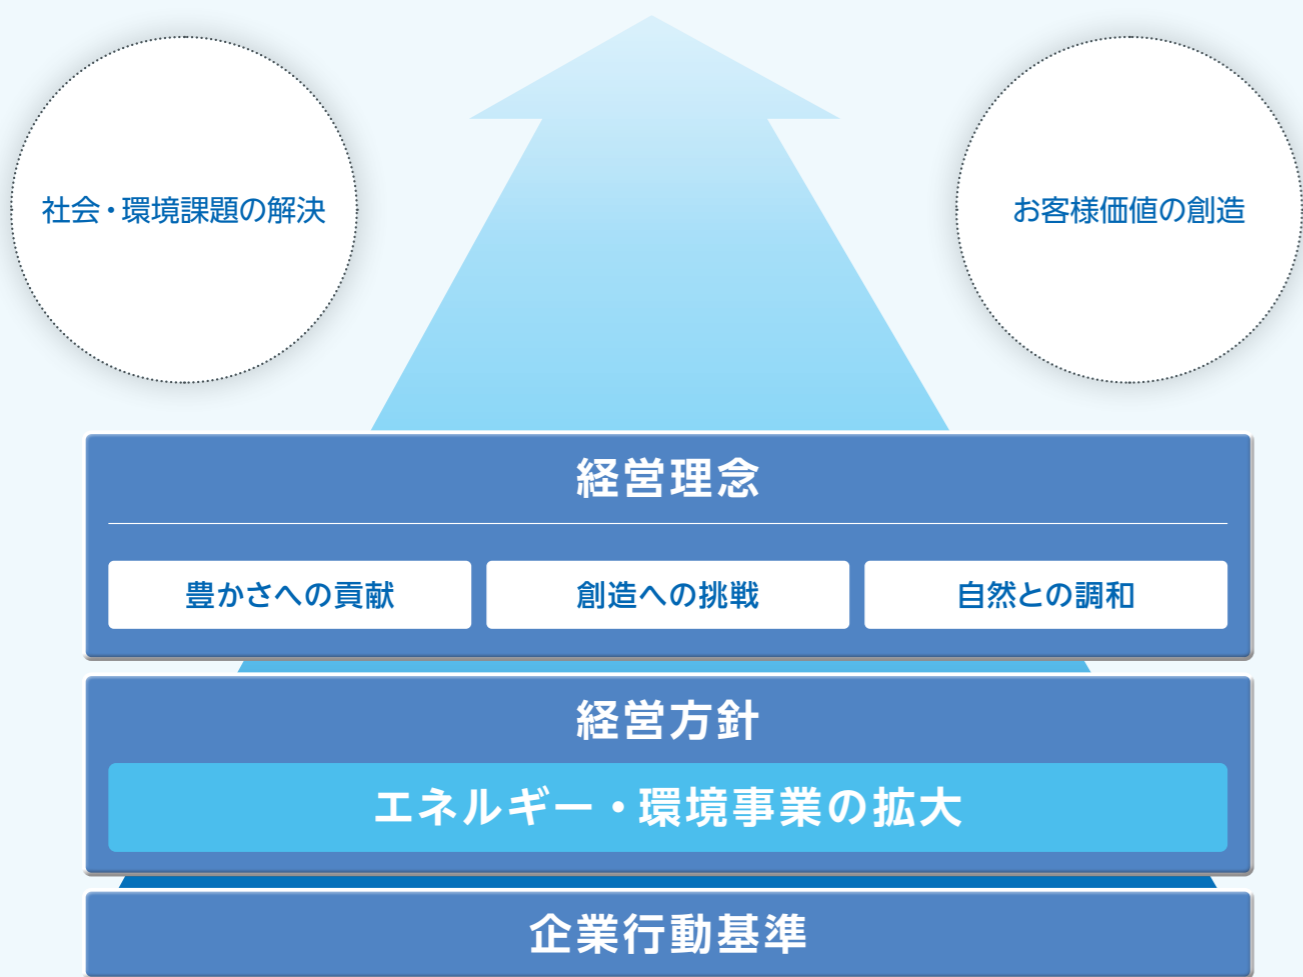 社会・環境課題の解決
お客様価値の創造
経営理念
豊かさへの貢献
創造への挑戦
自然との調和
経営方針
エネルギー・環境事業の拡大
企業行動基準